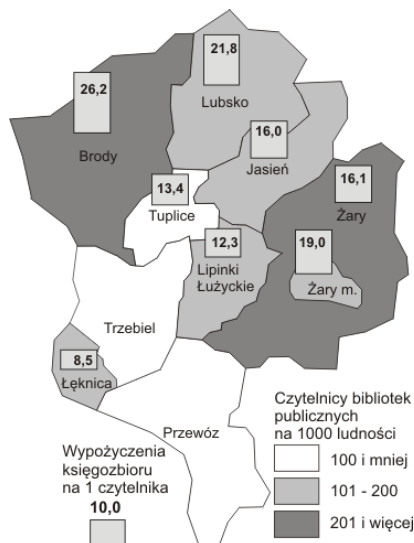 21,8
26,2
Lubsko
16,0
Brody
Jasień
16,1
13,4
Tuplice
Żary
12,3
19,0
Lipinki
Łużyckie
Żary m.
Trzebiel
8,5
Łęknica
Przewóz
Czytelnicy bibliotek
publicznych
na 1000 ludności
100 i mniej
101 - 200
201 i więcej
Wypożyczenia
księgozbioru
na 1 czytelnika
10,0